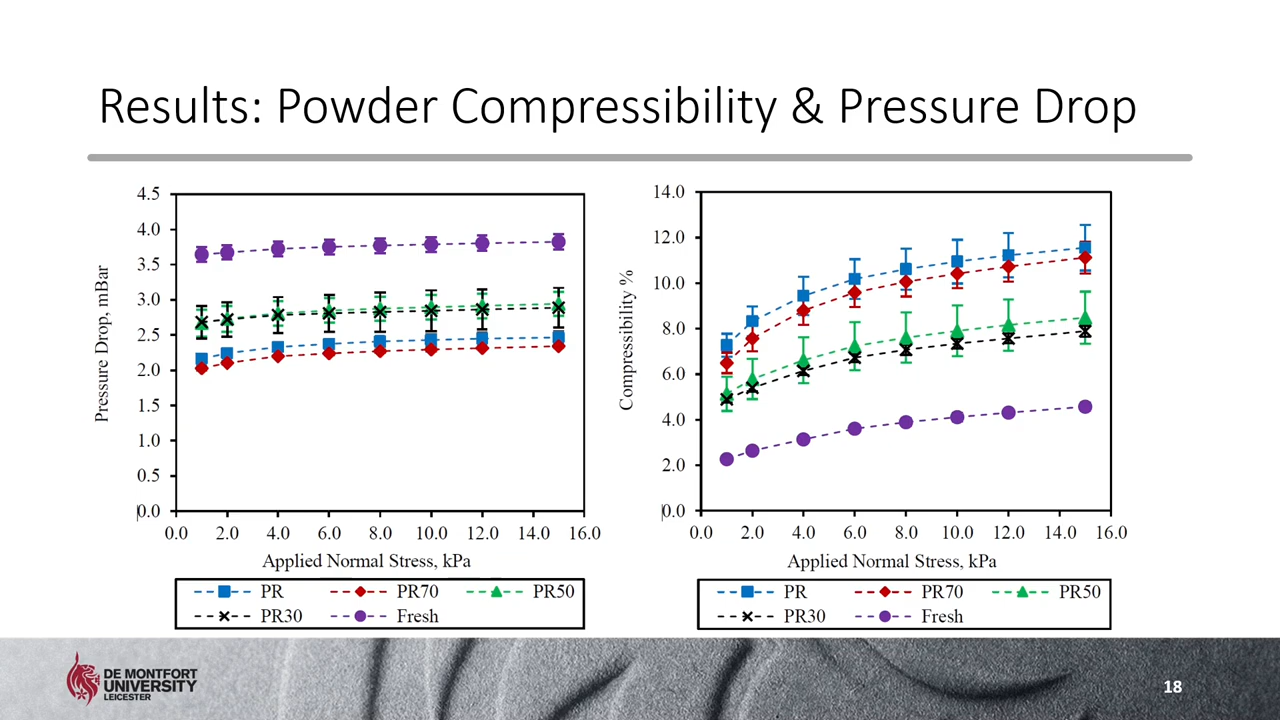 Results: Powder Compressibility & Pressure Drop
4.5
4.0
3.5
3.0
2.5
2.0
1.5
1.0
0.5
0.0
Pressure Drop, mBar
0.0 2.0 4.0 6.0 8.0 10.0 12.0 14.0 16.0
Applied Normal Stress, kPa
PR PR70 PR50
PR30 Fresh
14.0
12.0
10.0
8.0
6.0
4.0
2.0
0.0
Compressibility %
0.0 2.0 4.0 6.0 8.0 10.0 12.0 14.0 16.0
Applied Normal Stress, kPa
PR PR70 PR50
PR30 Fresh
DE MONTFORT
UNIVERSITY
LEICESTER
18